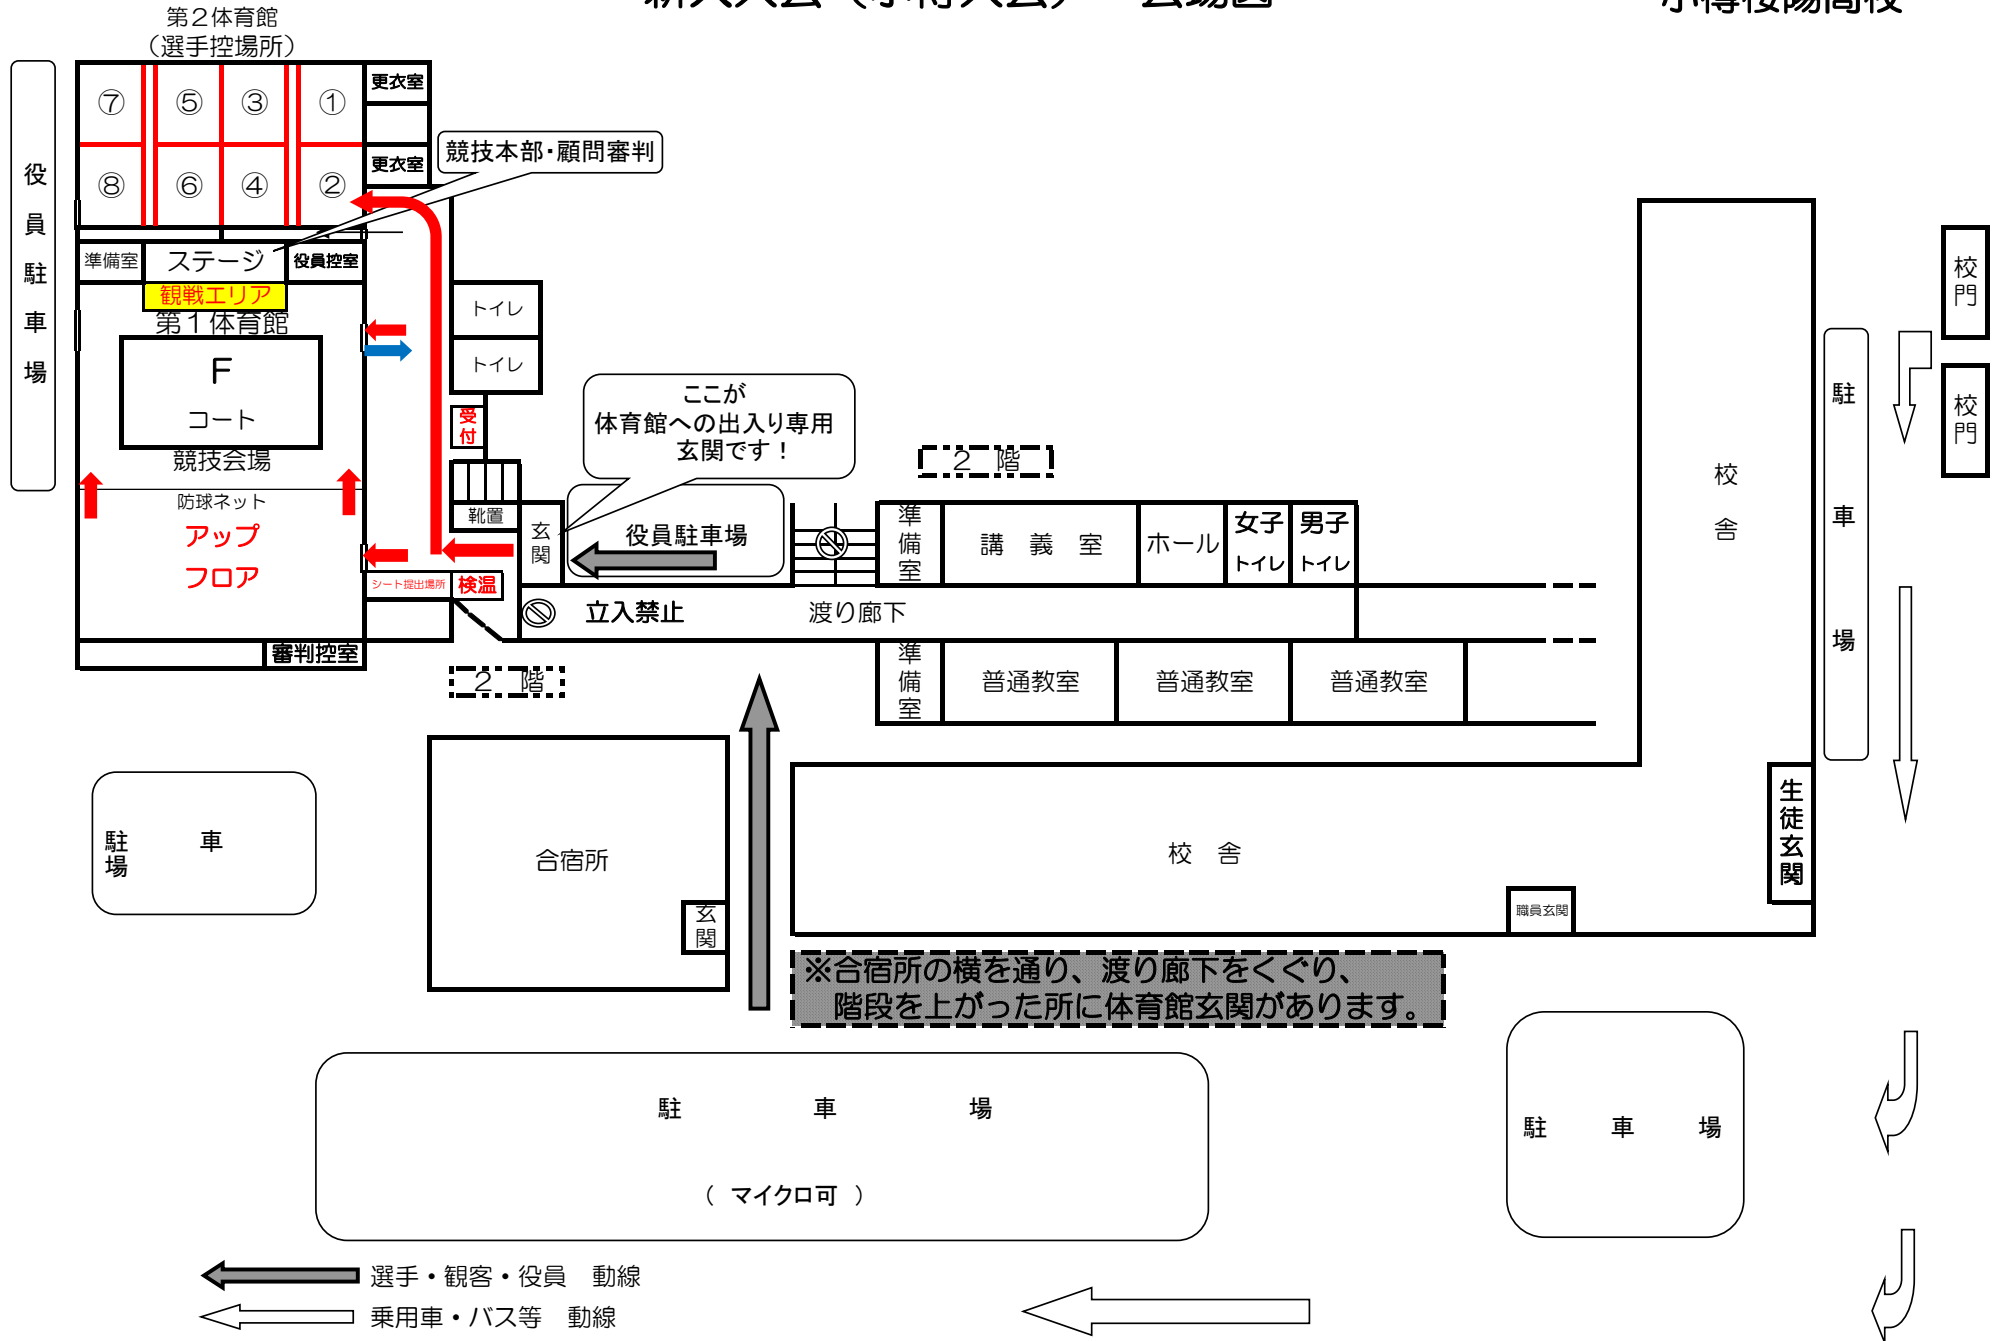 第２体育館
（選手控場所）
⑦
⑤
③
①
⑧
⑥
④
②
更衣室
更衣室
競技本部・顧問審判
役員駐車場
準備室
ステージ
役員控室
観戦エリア
第１体育館
Ｆ
コート
競技会場
防球ネット
アップ
フロア
審判控室
トイレ
トイレ
受付
靴置
玄関
シート提出場所
検温
ここが
体育館への出入り専用
玄関です！
役員駐車場
立入禁止
渡り廊下
２　階
２　階
準備室
講　義　室
ホール
女子
トイレ
男子
トイレ
準備室
普通教室
普通教室
普通教室
校舎
校門
校門
駐車場
生徒玄関
校　舎
職員玄関
合宿所
玄関
駐　車
場
※合宿所の横を通り、渡り廊下をくぐり、
階段を上がった所に体育館玄関があります。
駐　車　場
（　マイクロ可　）
駐　車　場
選手・観客・役員　動線
乗用車・バス等　動線